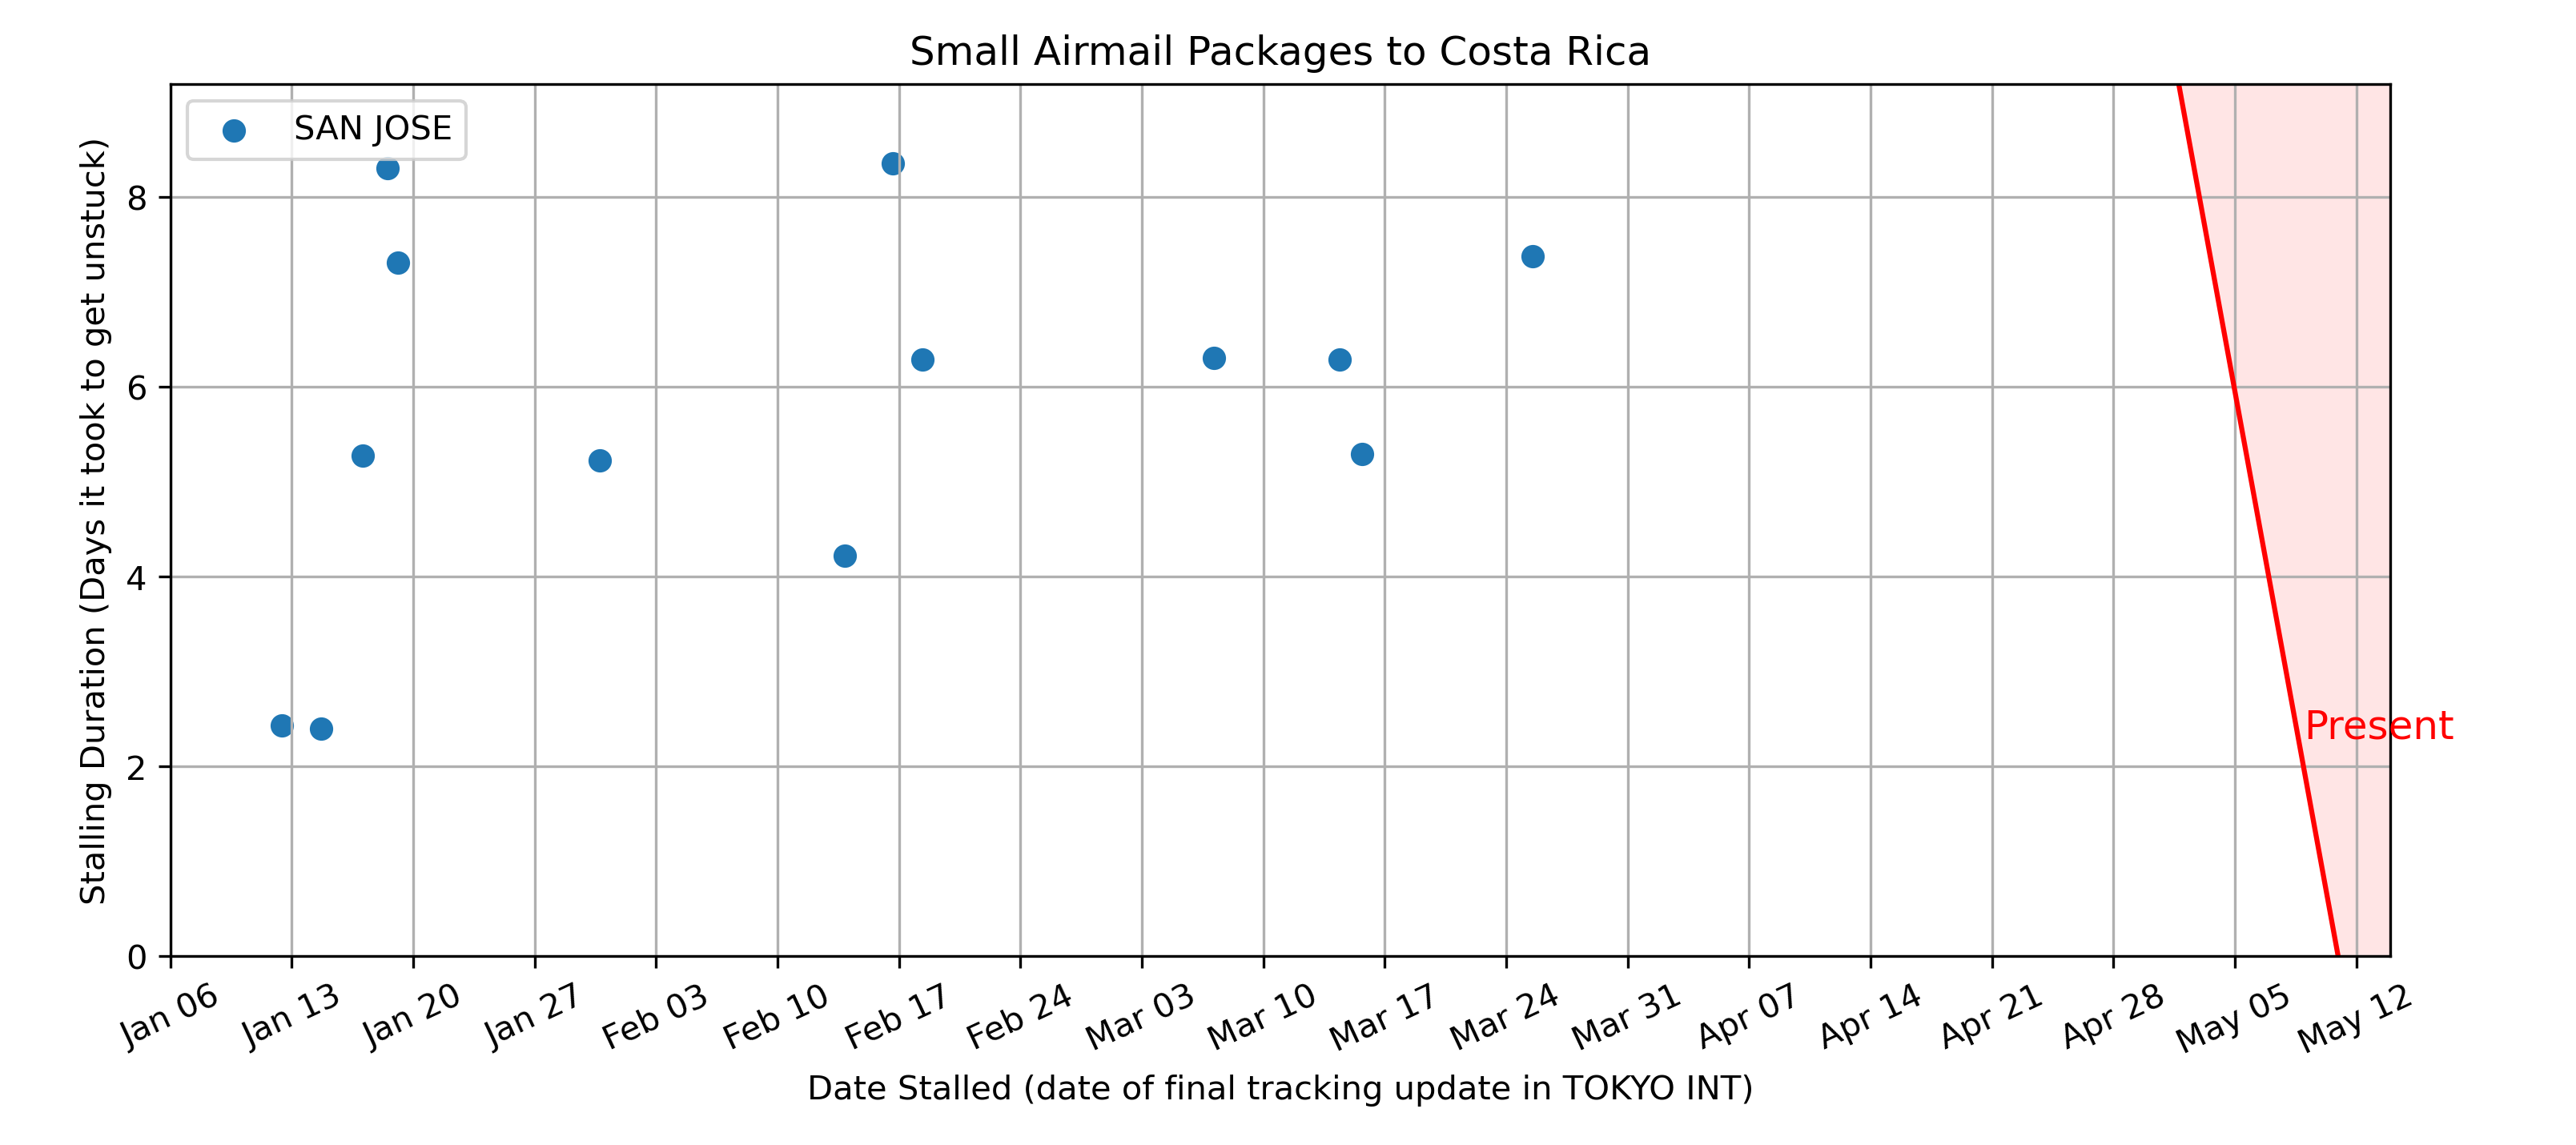 Small Airmail Packages to Costa Rica
SAN JOSE
Stalling Duration (Days it took to get unstuck)
8
6
4
2
0
Present
Jan 06
Jan 13
Jan 20
Jan 27
Feb 03
Feb 10
Feb 17
Feb 24
Mar 03
Mar 10
Mar 17
Mar 24
Mar 31
Apr 07
Apr 14
Apr 21
Apr 28
May 05
May 12
Date Stalled (date of final tracking update in TOKYO INT)